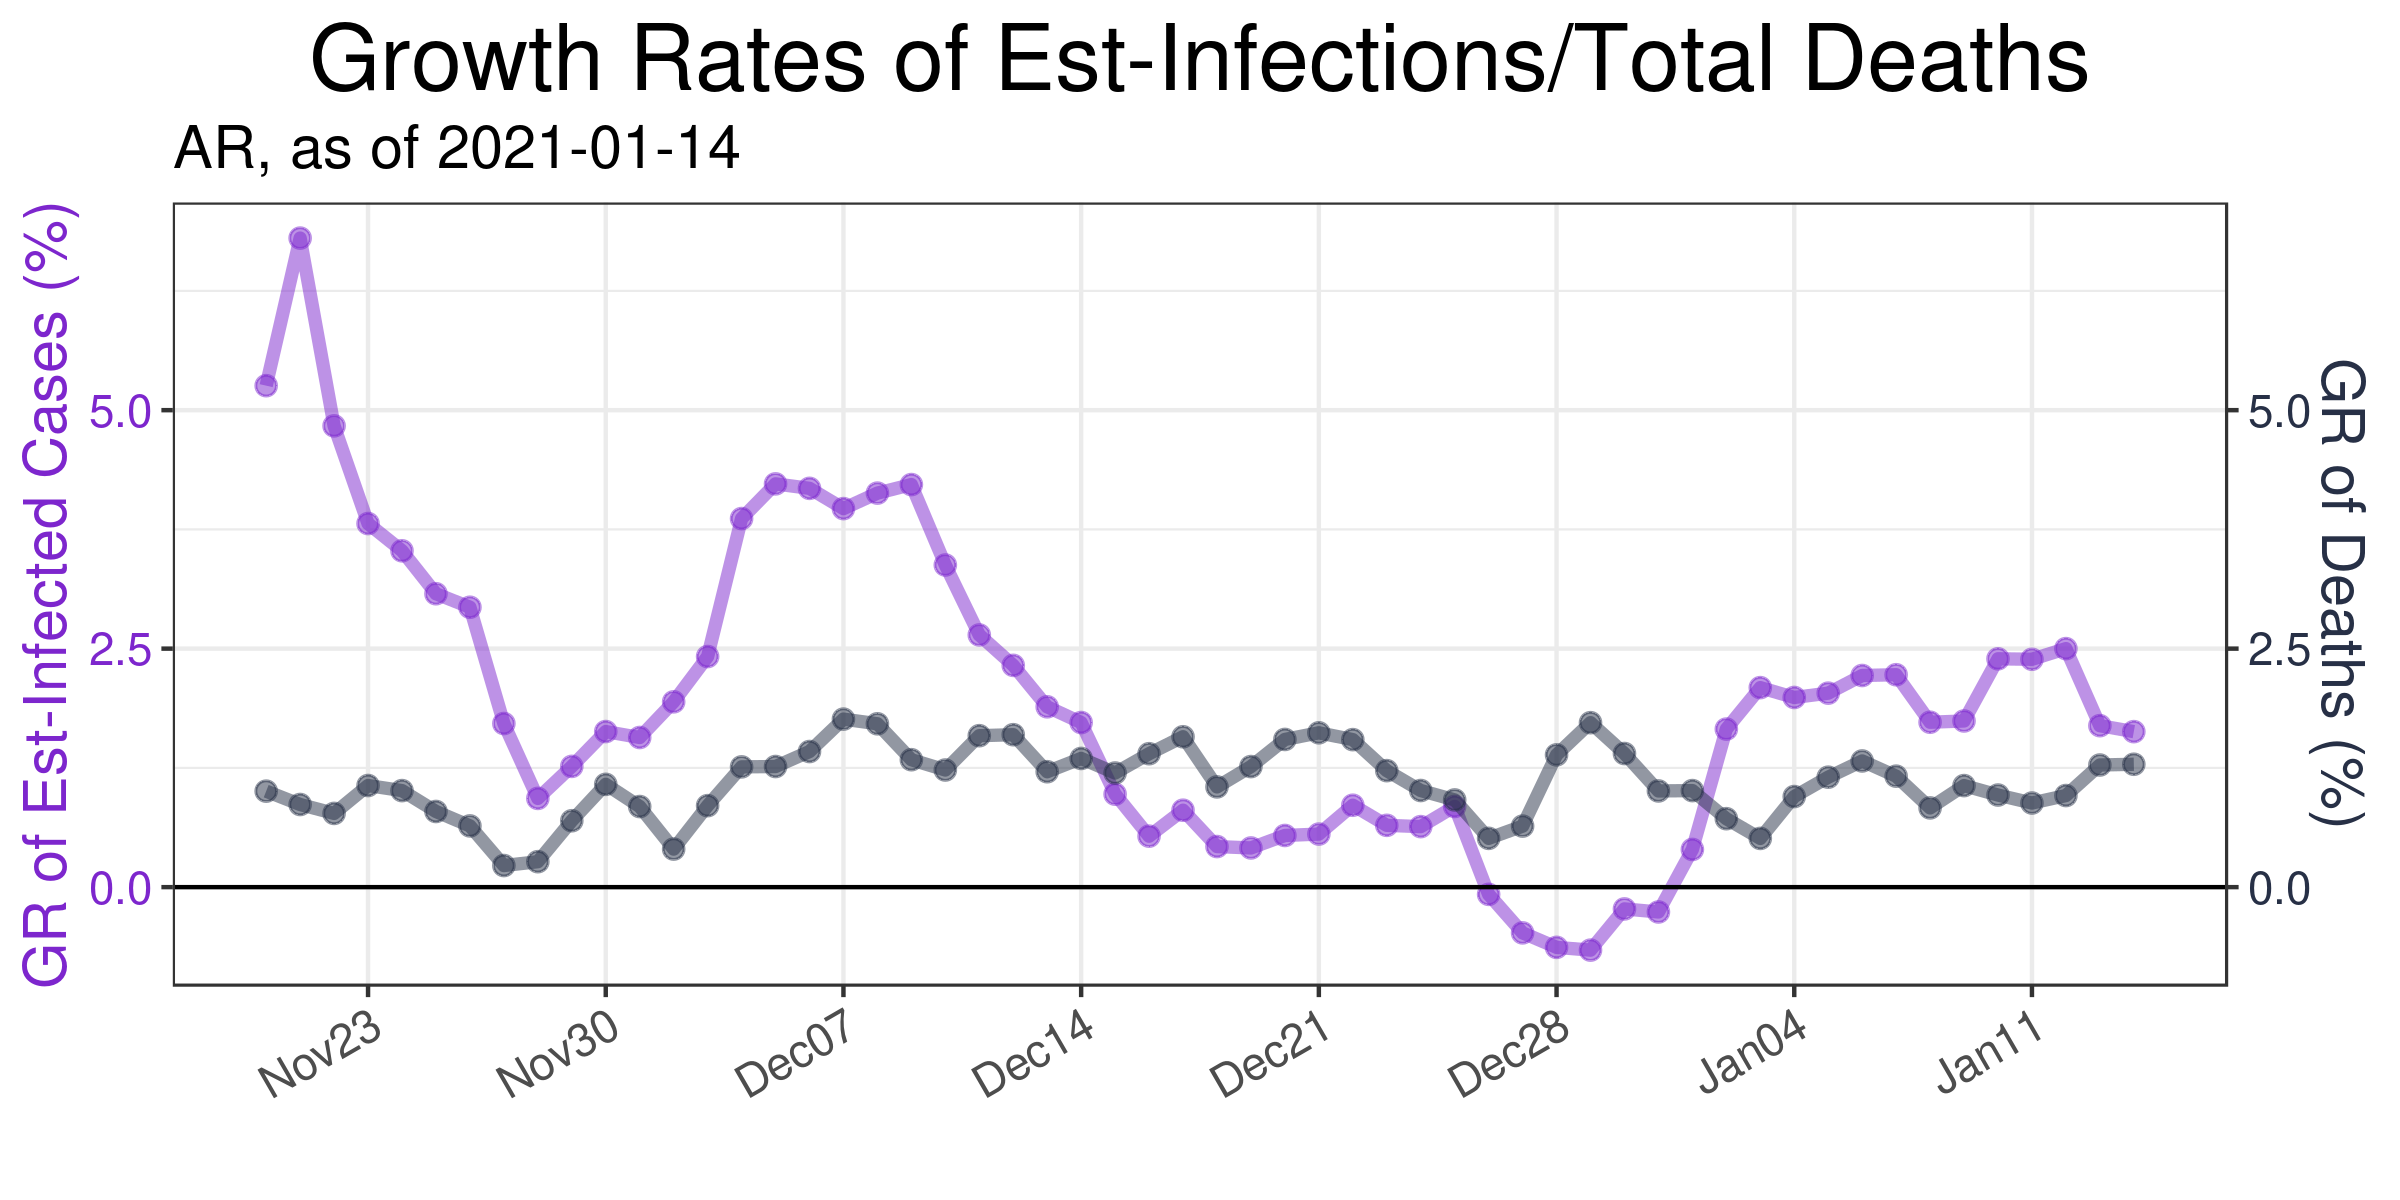 Growth Rates of Est-Infections/Total Deaths
AR, as of 2021-01-14
GR of Est-Infected Cases (%)
5.0
2.5
0.0
5.0
2.5
0.0
GR of Deaths (%)
Nov23
Nov30
Dec07
Dec14
Dec21
Dec28
Jan04
Jan11